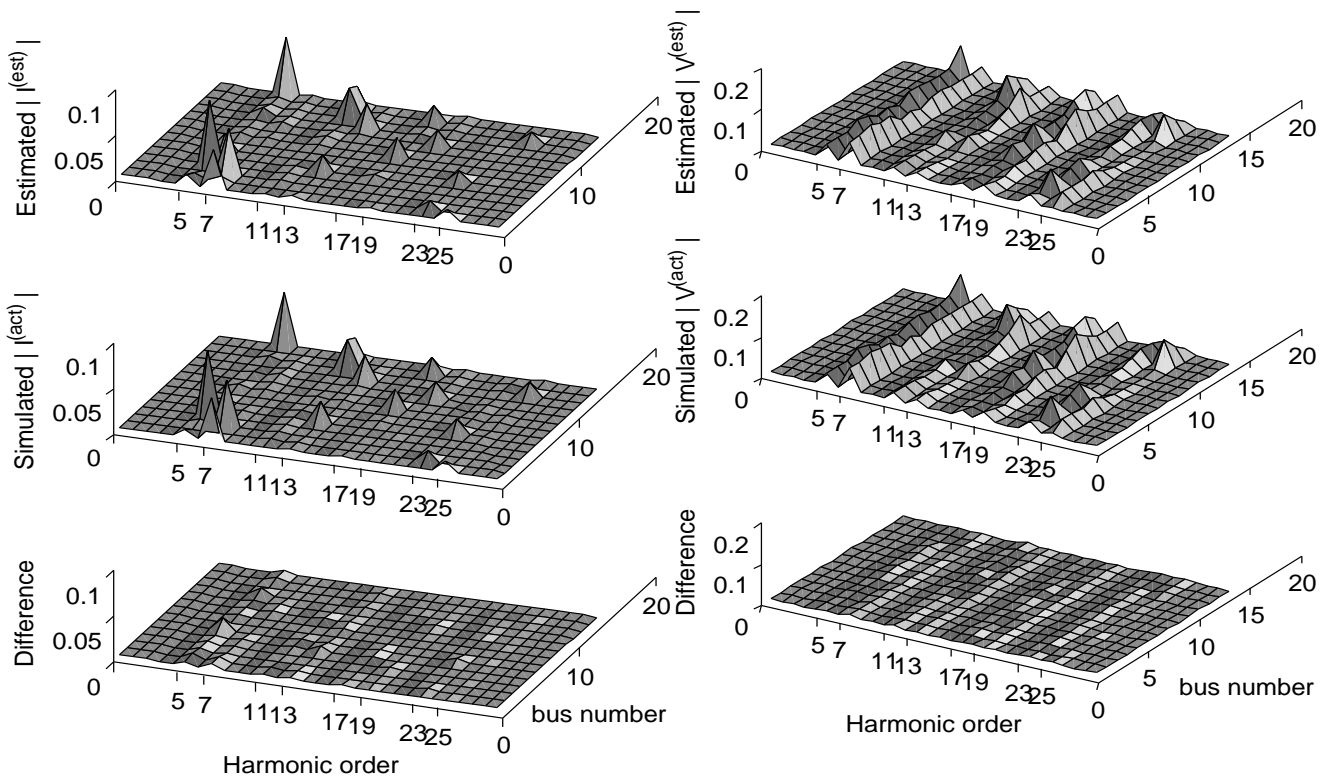 Estimated | I(est) |
0.1
0.05
0
5 7 11 13 17 19 23 25
0
10
20
Estimated | V(est) |
0.2
0.1
0
5 7 11 13 17 19 23 25
0
5
10
15
20
Simulated | I(act) |
0.1
0.05
0
5 7 11 13 17 19 23 25
0
10
20
Simulated | V(act) |
0.2
0.1
0
5 7 11 13 17 19 23 25
0
5
10
15
20
Difference
0.1
0.05
0
5 7 11 13 17 19 23 25
0
10
20
bus number
Harmonic order
Difference
0.2
0.1
0
5 7 11 13 17 19 23 25
0
5
10
15
20
bus number
Harmonic order